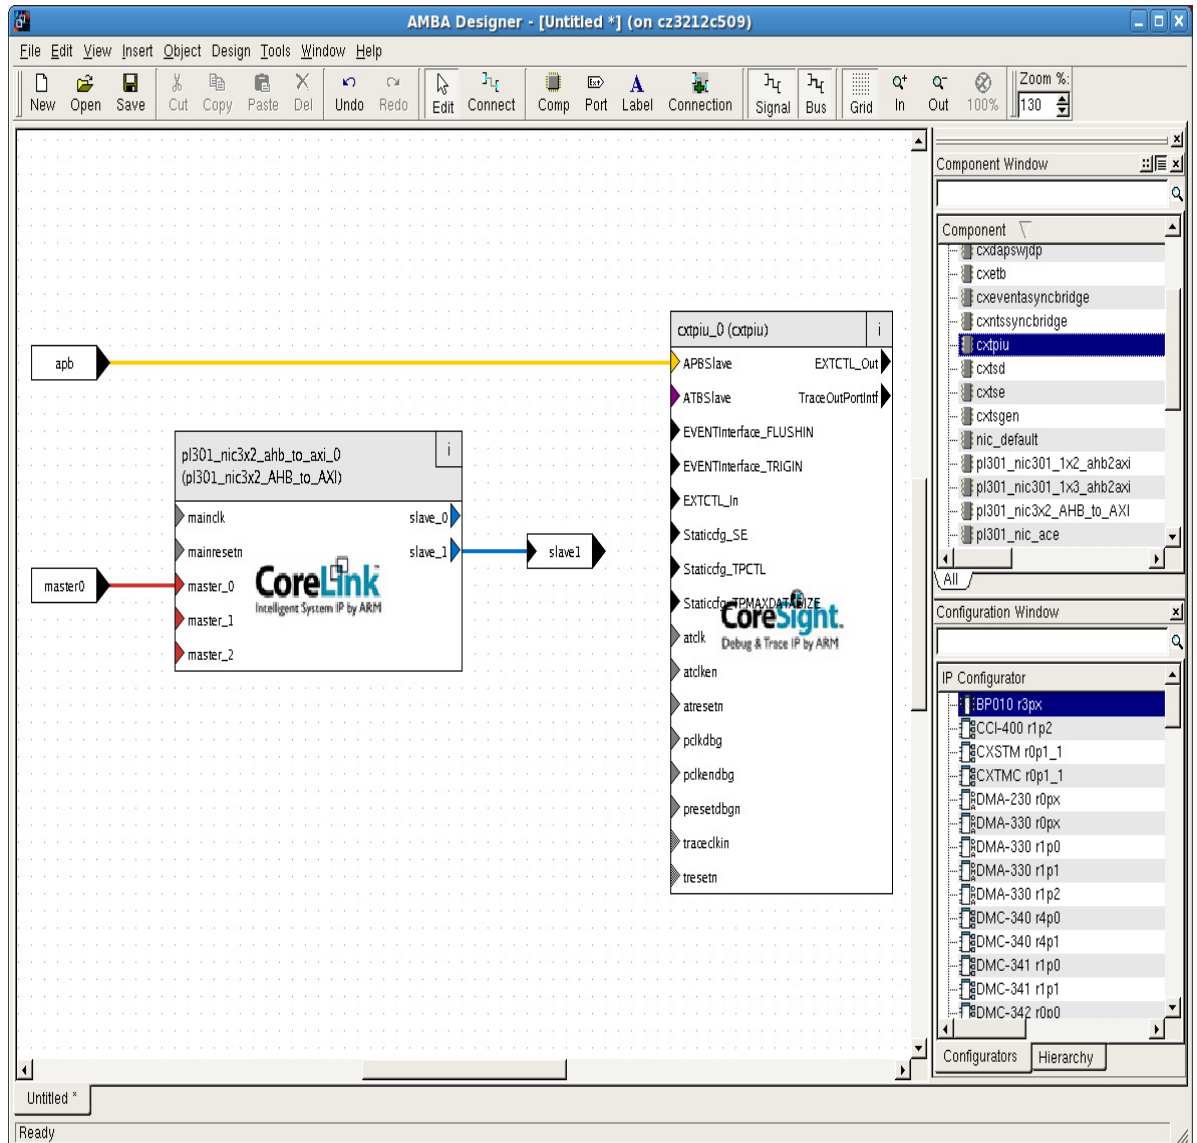 AMBA Designer - [Untitled *] (on cz3212c509)
File Edit View Insert Object Design Tools Window Help
New Open Save Cut Copy Paste Del Undo Redo Edit Connect Comp Port Label Connection Signal Bus Grid In Out 100% Zoom %: 130
Component Window
Component
cxdapswjdp
cxetb
cxeventasyncbridge
cxntssyncbridge
cxtpiu
cxtsd
cxtse
cxtsgen
nic_default
pl301_nic301_1x2_ahb2axi
pl301_nic301_1x3_ahb2axi
pl301_nic3x2_AHB_to_AXI
pl301_nic_ace
All
apb
cxtpiu_0 (cxtpiu) i
APBSlave EXTCTL_Out
ATBSlave TraceOutPortIntf
EVENTInterface_FLUSHIN
EVENTInterface_TRIGIN
EXTCTL_In
Staticcfg_SE
Staticcfg_TPCTL
Staticcfg_TPMAXDATASIZE
CoreSight.
Debug & Trace IP by ARM
atclk
atclken
atresetn
pclkdbg
pclkendbg
presetdbgn
traceclkin
tresetn
pl301_nic3x2_ahb_to_axi_0 i
(pl301_nic3x2_AHB_to_AXI)
mainclk slave_0
mainresetn slave_1
master_0
master_1
master_2
CoreLink
Intelligent System IP by ARM
master0
slave1
Configuration Window
IP Configurator
BP010 r3px
CCI-400 r1p2
CXSTM r0p1_1
CXTMC r0p1_1
DMA-230 r0px
DMA-330 r0px
DMA-330 r1p0
DMA-330 r1p1
DMA-330 r1p2
DMC-340 r4p0
DMC-340 r4p1
DMC-341 r1p0
DMC-341 r1p1
DMC-342 r0p0
Configurators Hierarchy
Untitled *
Ready